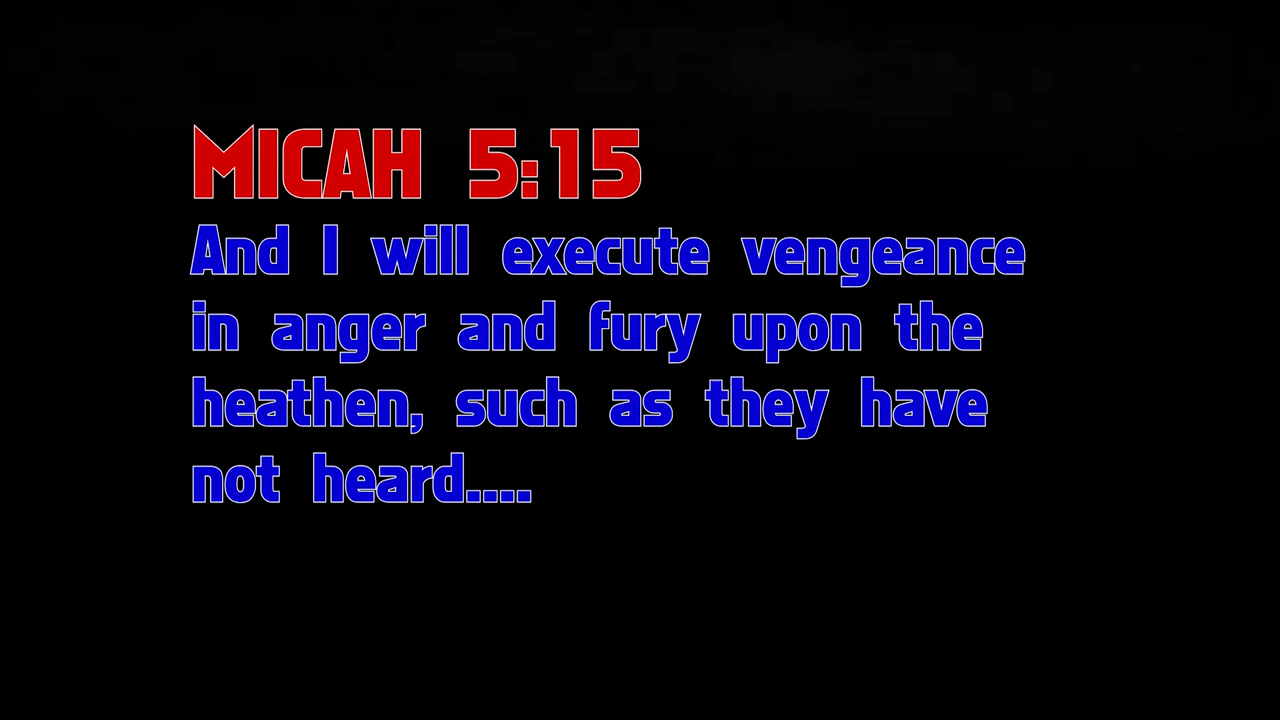 MICAH 5:15
And I will execute vengeance
in anger and fury upon the
heathen, such as they have
not heard....